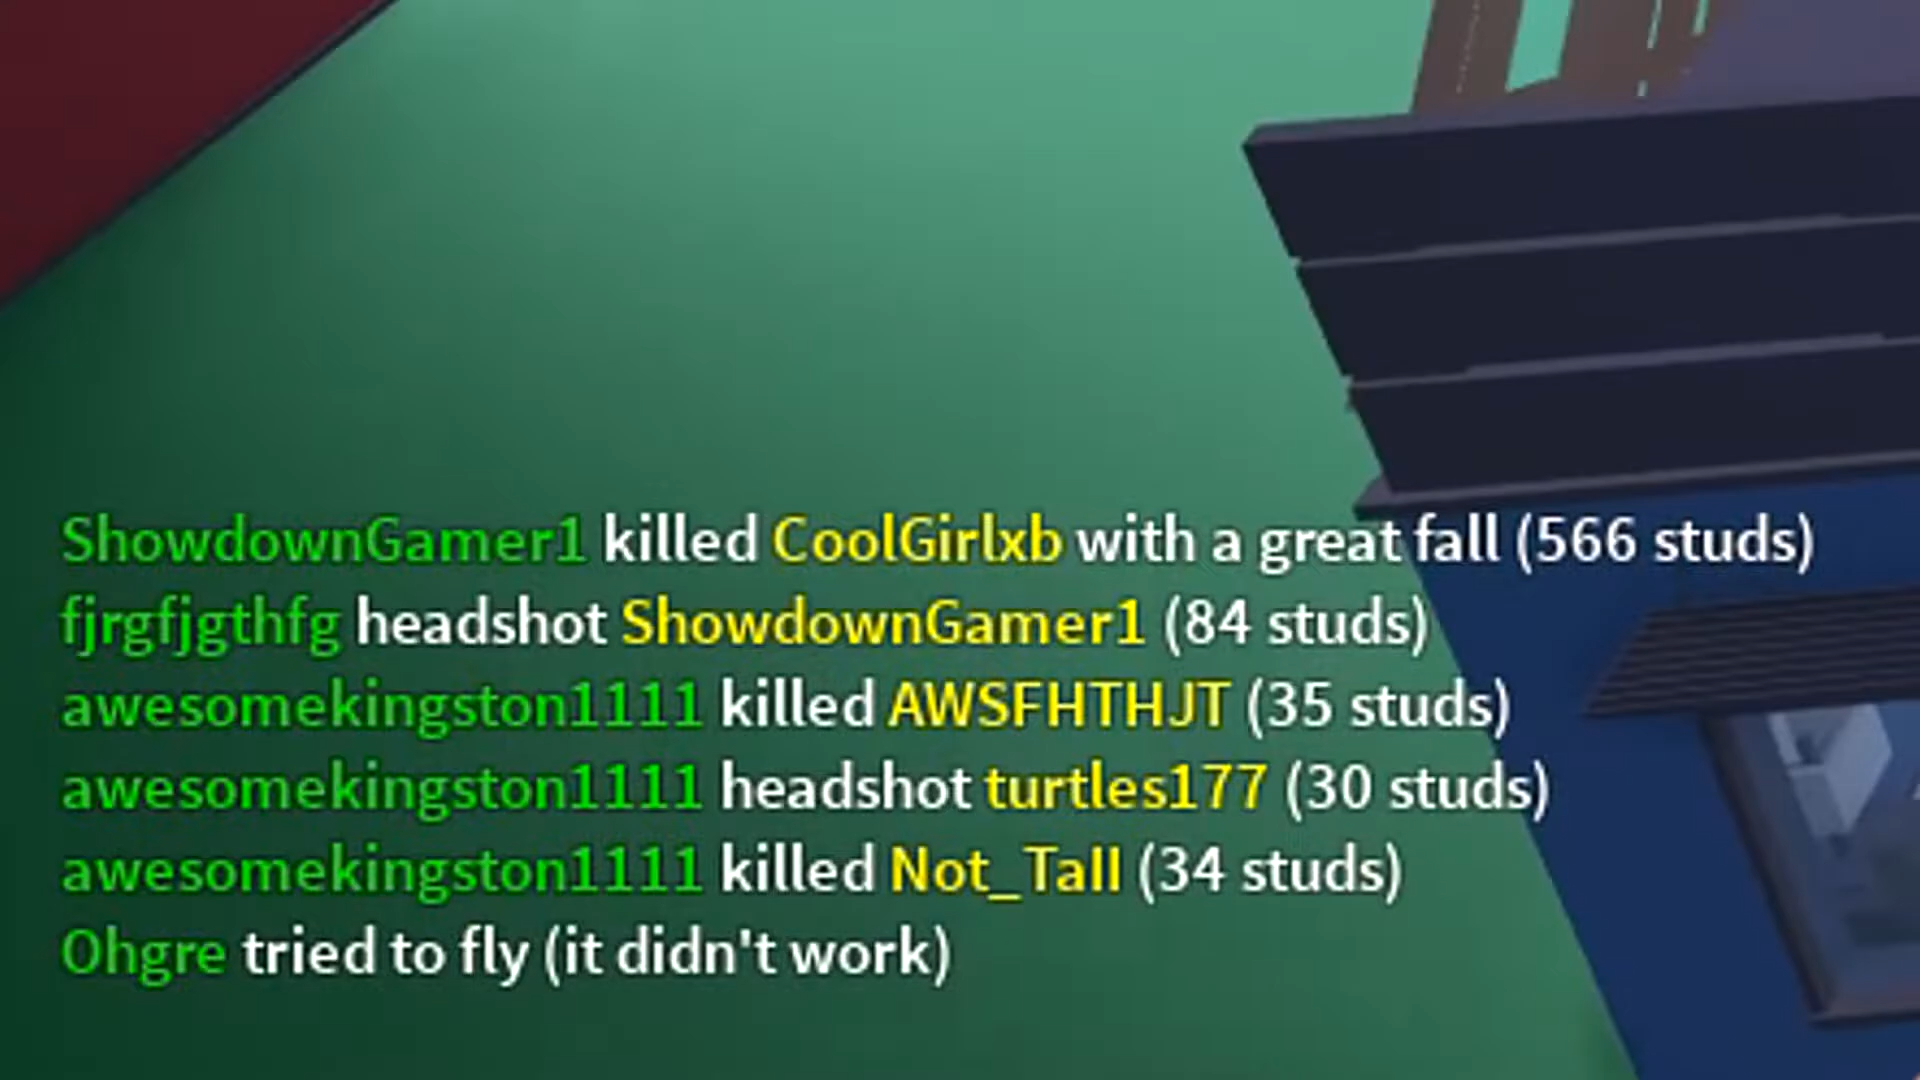 ShowdownGamer1 killed CoolGirlxb with a great fall (566 studs)
fjrgfjgthfg headshot ShowdownGamer1 (84 studs)
awesomekingston1111 killed AWSFHTHJT (35 studs)
awesomekingston1111 headshot turtles177 (30 studs)
awesomekingston1111 killed Not_TaIl (34 studs)
Ohgre tried to fly (it didn't work)